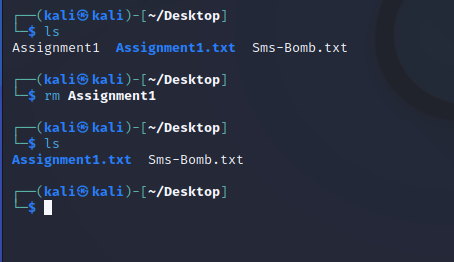 ┌──(kali㉿kali)-[~/Desktop]
└─$ ls
Assignment1  Assignment1.txt  Sms-Bomb.txt
┌──(kali㉿kali)-[~/Desktop]
└─$ rm Assignment1
┌──(kali㉿kali)-[~/Desktop]
└─$ ls
Assignment1.txt  Sms-Bomb.txt
┌──(kali㉿kali)-[~/Desktop]
└─$